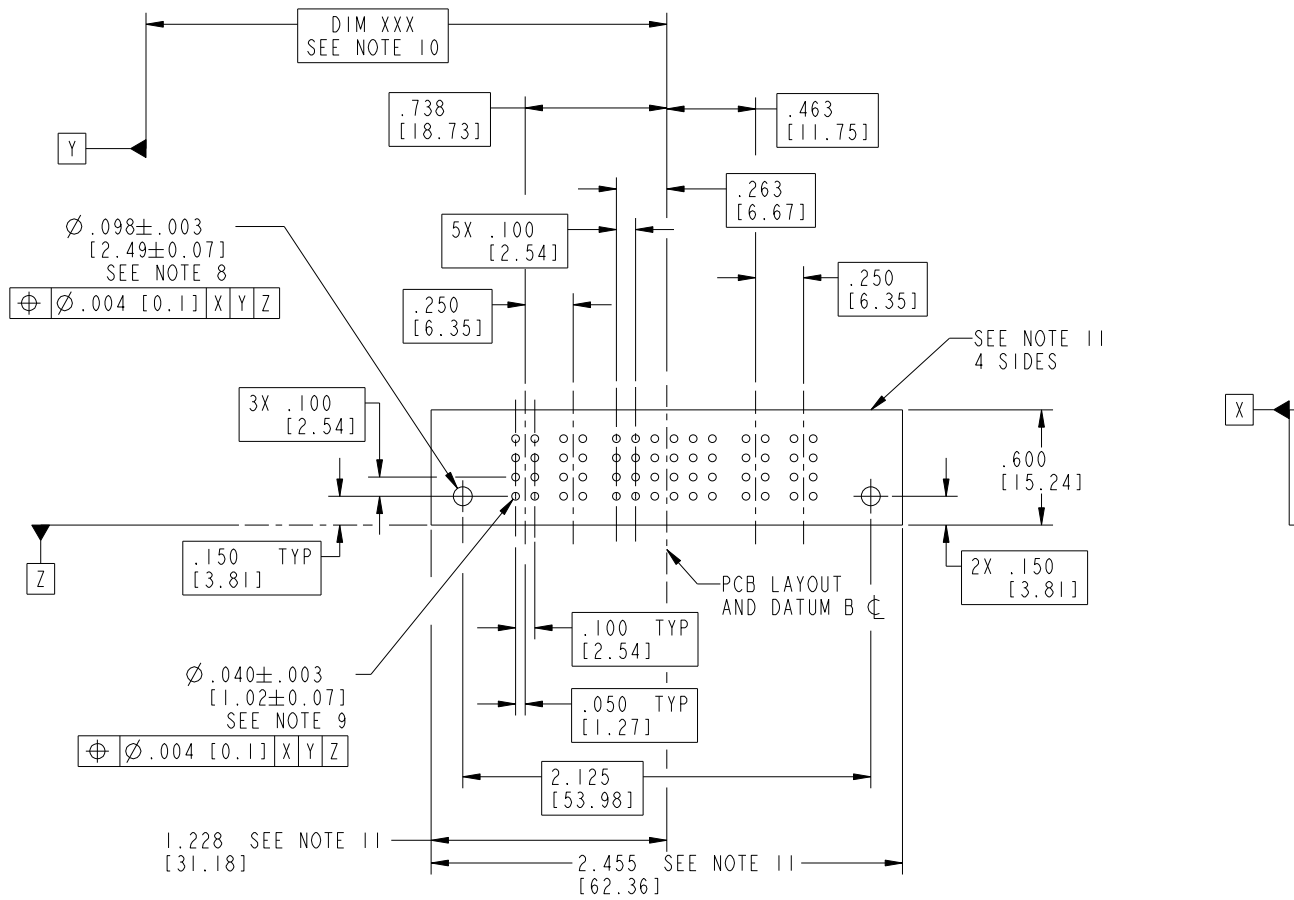 DIM XXX
SEE NOTE 10
.738
[18.73]
.463
[11.75]
Y
.263
[6.67]
5X .100
[2.54]
Ø.098±.003
[2.49±0.07]
SEE NOTE 8
⌖ Ø.004 [0.1] X Y Z
.250
[6.35]
.250
[6.35]
SEE NOTE 11
4 SIDES
3X .100
[2.54]
X
.600
[15.24]
.150 TYP
[3.81]
Z
2X .150
[3.81]
PCB LAYOUT
AND DATUM B ℄
.100 TYP
[2.54]
Ø.040±.003
[1.02±0.07]
SEE NOTE 9
⌖ Ø.004 [0.1] X Y Z
.050 TYP
[1.27]
2.125
[53.98]
1.228 SEE NOTE 11
[31.18]
2.455 SEE NOTE 11
[62.36]